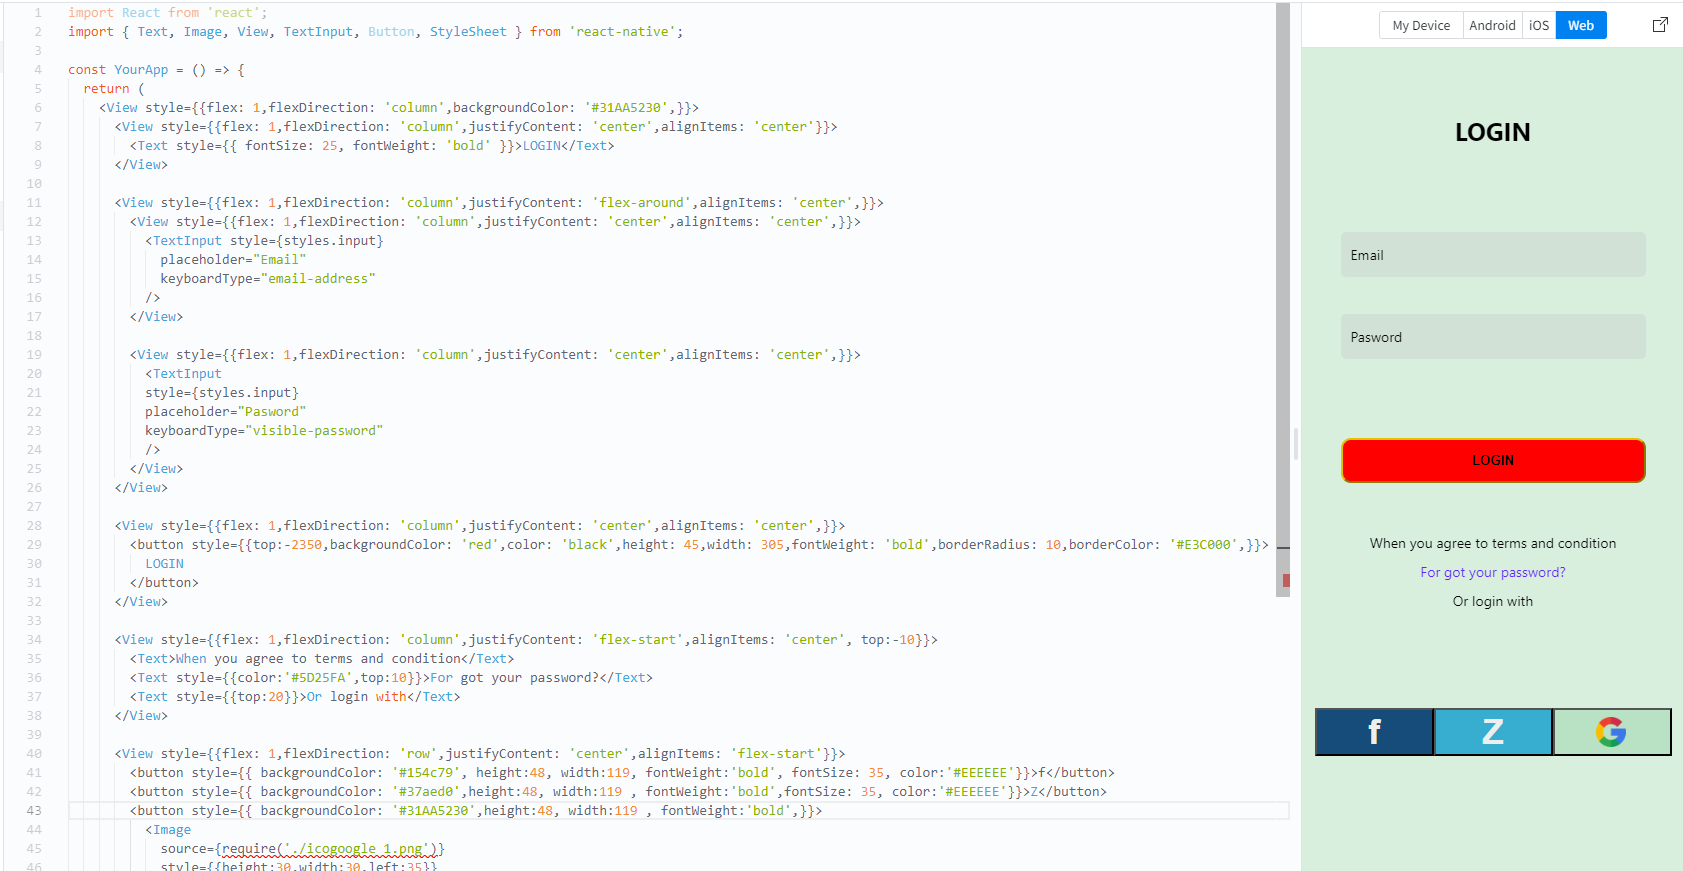 1 import React from 'react';
2 import { Text, Image, View, TextInput, Button, StyleSheet } from 'react-native';
3
4 const YourApp = () => {
5 return (
6 <View style={{flex: 1,flexDirection: 'column',backgroundColor: '#31AA5230',}}>
7 <View style={{flex: 1,flexDirection: 'column',justifyContent: 'center',alignItems: 'center'}}>
8 <Text style={{ fontSize: 25, fontWeight: 'bold' }}>LOGIN</Text>
9 </View>
10
11 <View style={{flex: 1,flexDirection: 'column',justifyContent: 'flex-around',alignItems: 'center',}}>
12 <View style={{flex: 1,flexDirection: 'column',justifyContent: 'center',alignItems: 'center',}}>
13 <TextInput style={styles.input}
14 placeholder="Email"
15 keyboardType="email-address"
16 />
17 </View>
18
19 <View style={{flex: 1,flexDirection: 'column',justifyContent: 'center',alignItems: 'center',}}>
20 <TextInput
21 style={styles.input}
22 placeholder="Pasword"
23 keyboardType="visible-password"
24 />
25 </View>
26 </View>
27
28 <View style={{flex: 1,flexDirection: 'column',justifyContent: 'center',alignItems: 'center',}}>
29 <button style={{top:-2350,backgroundColor: 'red',color: 'black',height: 45,width: 305,fontWeight: 'bold',borderRadius: 10,borderColor: '#E3C000',}}>
30 LOGIN
31 </button>
32 </View>
33
34 <View style={{flex: 1,flexDirection: 'column',justifyContent: 'flex-start',alignItems: 'center', top:-10}}>
35 <Text>When you agree to terms and condition</Text>
36 <Text style={{color:'#5D25FA',top:10}}>For got your password?</Text>
37 <Text style={{top:20}}>Or login with</Text>
38 </View>
39
40 <View style={{flex: 1,flexDirection: 'row',justifyContent: 'center',alignItems: 'flex-start'}}>
41 <button style={{ backgroundColor: '#154c79', height:48, width:119, fontWeight:'bold', fontSize: 35, color:'#EEEEEE'}}>f</button>
42 <button style={{ backgroundColor: '#37aed0',height:48, width:119 , fontWeight:'bold',fontSize: 35, color:'#EEEEEE'}}>Z</button>
43 <button style={{ backgroundColor: '#31AA5230',height:48, width:119 , fontWeight:'bold',}}>
44 <Image
45 source={require('./icogoogle 1.png')}
46 style={{height:30,width:30,left:35}}
My Device Android iOS Web
LOGIN
Email
Pasword
LOGIN
When you agree to terms and condition
For got your password?
Or login with
f Z G